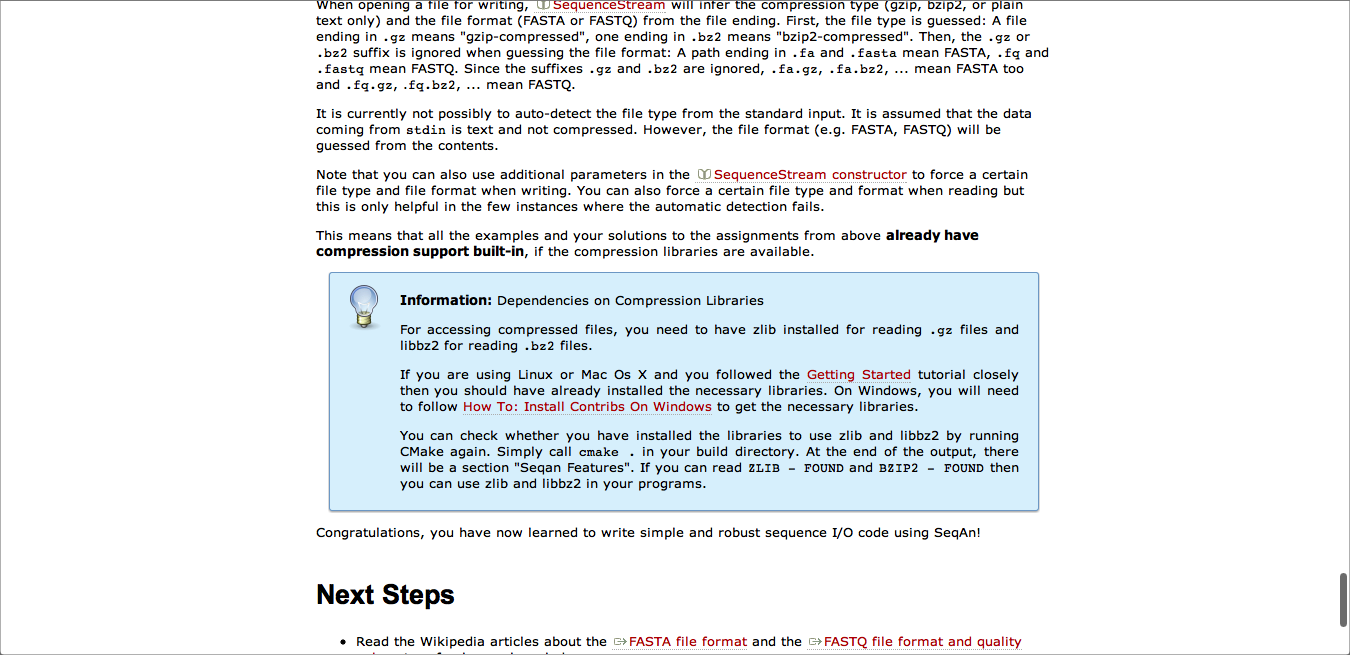 When opening a file for writing, SequenceStream will infer the compression type (gzip, bzip2, or plain
text only) and the file format (FASTA or FASTQ) from the file ending. First, the file type is guessed: A file
ending in .gz means "gzip-compressed", one ending in .bz2 means "bzip2-compressed". Then, the .gz or
.bz2 suffix is ignored when guessing the file format: A path ending in .fa and .fasta mean FASTA, .fq and
.fastq mean FASTQ. Since the suffixes .gz and .bz2 are ignored, .fa.gz, .fa.bz2, ... mean FASTA too
and .fq.gz, .fq.bz2, ... mean FASTQ.
It is currently not possibly to auto-detect the file type from the standard input. It is assumed that the data
coming from stdin is text and not compressed. However, the file format (e.g. FASTA, FASTQ) will be
guessed from the contents.
Note that you can also use additional parameters in the SequenceStream constructor to force a certain
file type and file format when writing. You can also force a certain file type and format when reading but
this is only helpful in the few instances where the automatic detection fails.
This means that all the examples and your solutions to the assignments from above already have
compression support built-in, if the compression libraries are available.
Information: Dependencies on Compression Libraries
For accessing compressed files, you need to have zlib installed for reading .gz files and
libbz2 for reading .bz2 files.
If you are using Linux or Mac Os X and you followed the Getting Started tutorial closely
then you should have already installed the necessary libraries. On Windows, you will need
to follow How To: Install Contribs On Windows to get the necessary libraries.
You can check whether you have installed the libraries to use zlib and libbz2 by running
CMake again. Simply call cmake . in your build directory. At the end of the output, there
will be a section "Seqan Features". If you can read ZLIB - FOUND and BZIP2 - FOUND then
you can use zlib and libbz2 in your programs.
Congratulations, you have now learned to write simple and robust sequence I/O code using SeqAn!
Next Steps
• Read the Wikipedia articles about the FASTA file format and the FASTQ file format and quality